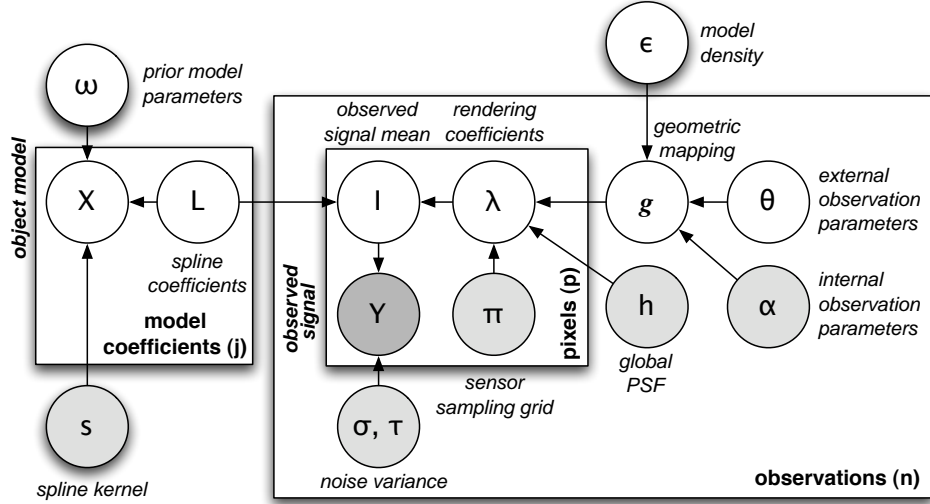 ω
prior model
parameters
ϵ
model
density
observed
signal mean
rendering
coefficients
geometric
mapping
object model
X
L
spline
coefficients
model
coefficients (j)
I
λ
g
θ
external
observation
parameters
observed
signal
Y
π
pixels (p)
h
global
PSF
α
internal
observation
parameters
sensor
sampling grid
s
spline kernel
σ, τ
noise variance
observations (n)